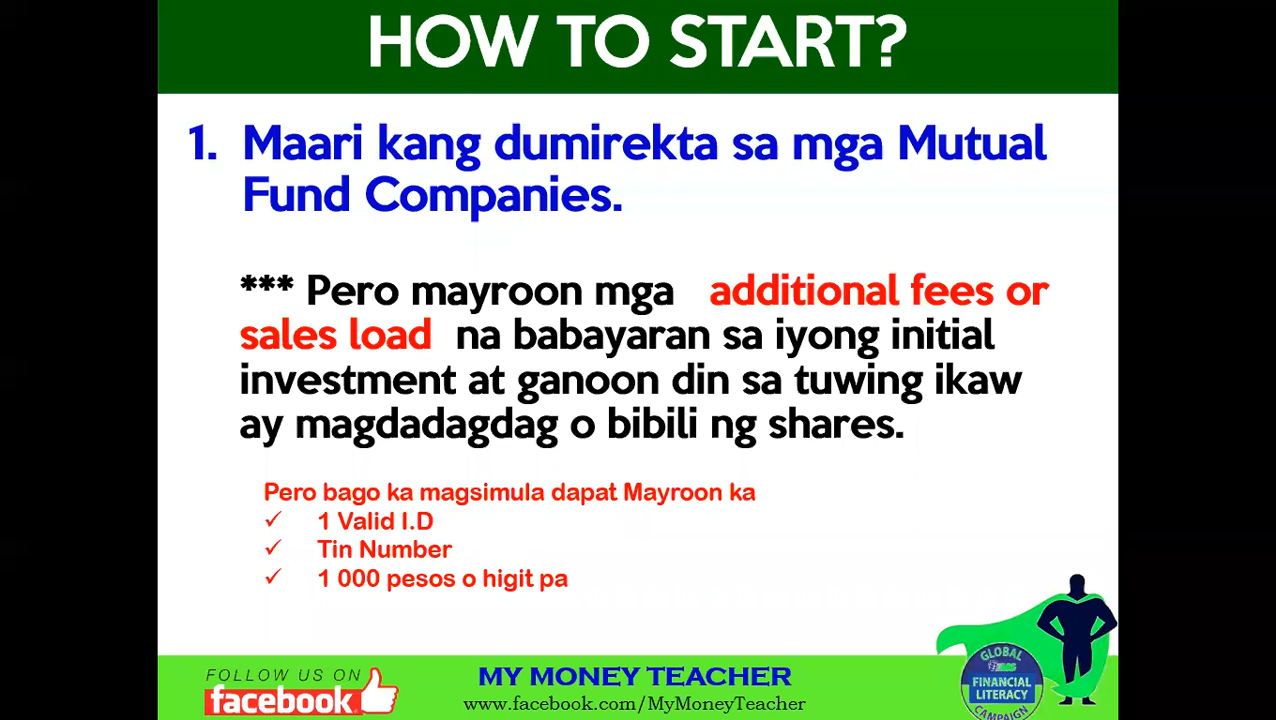 HOW TO START?
1. Maari kang dumirekta sa mga Mutual
Fund Companies.
*** Pero mayroon mga additional fees or
sales load na babayaran sa iyong initial
investment at ganoon din sa tuwing ikaw
ay magdadagdag o bibili ng shares.
Pero bago ka magsimula dapat Mayroon ka
✓ 1 Valid I.D
✓ Tin Number
✓ 1 000 pesos o higit pa
FOLLOW US ON
facebook
MY MONEY TEACHER
www.facebook.com/MyMoneyTeacher
GLOBAL
FINANCIAL
LITERACY
CAMPAIGN